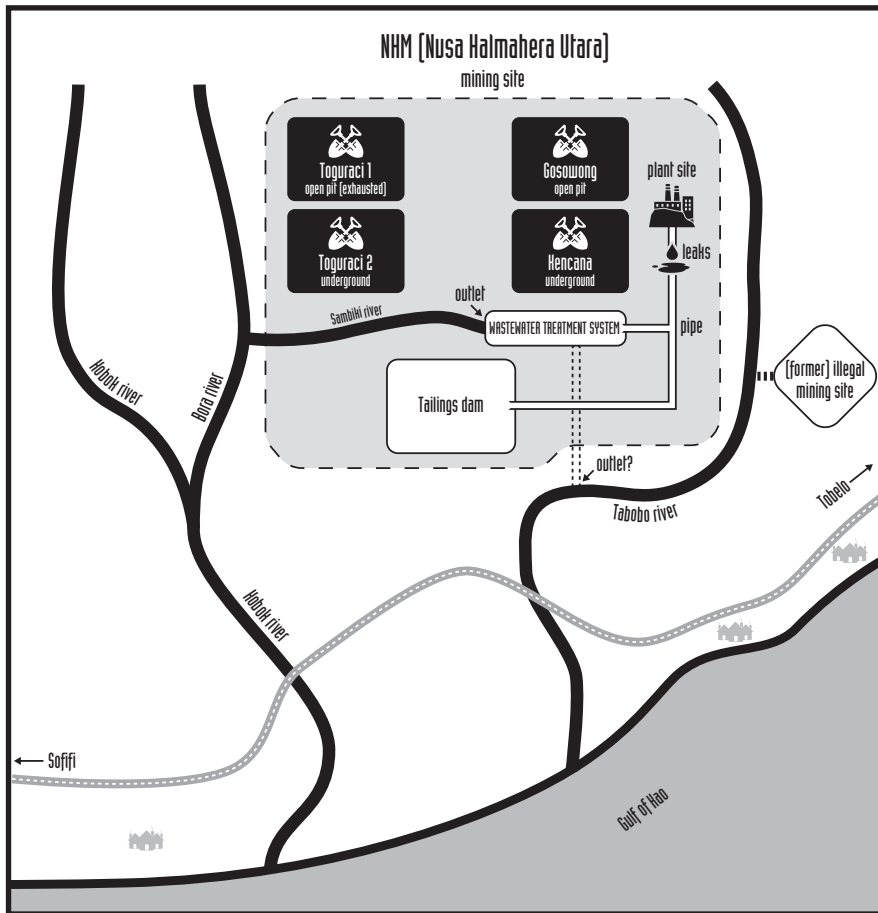 NHM (Nusa Halmahera Utara)
mining site
Toguraci 1
open pit (exhausted)
Gosowong
open pit
plant site
Toguraci 2
underground
Kencana
underground
leaks
outlet
Sambiki river
WASTEWATER TREATMENT SYSTEM
pipe
Kobok river
Bora river
Tailings dam
(former) illegal
mining site
outlet?
Tabobo river
Tobelo
Kobok river
Sofifi
Gulf of Kao